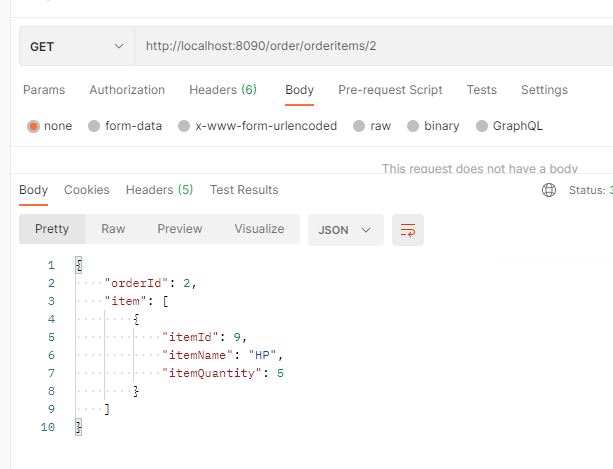 GET http://localhost:8090/order/orderitems/2
Params Authorization Headers (6) Body Pre-request Script Tests Settings
none form-data x-www-form-urlencoded raw binary GraphQL
This request does not have a body
Body Cookies Headers (5) Test Results Status:
Pretty Raw Preview Visualize JSON
1 {
2 "orderId": 2,
3 "item": [
4 {
5 "itemId": 9,
6 "itemName": "HP",
7 "itemQuantity": 5
8 }
9 ]
10 }